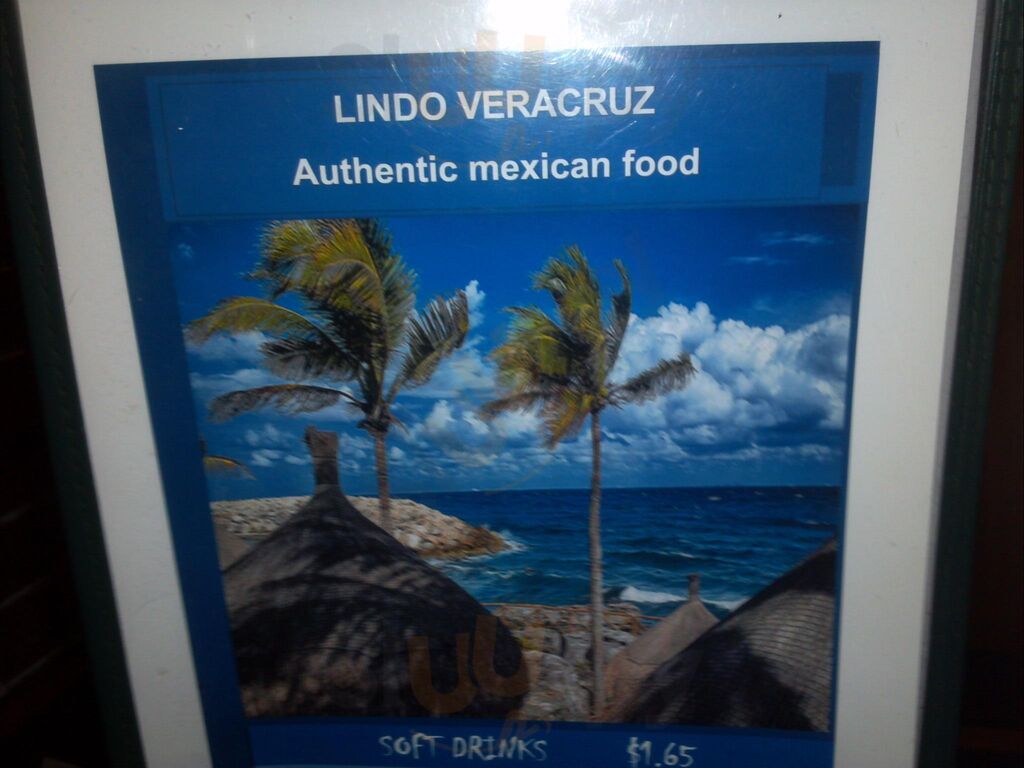 LINDO VERACRUZ
Authentic mexican food
SOFT DRINKS $1.65